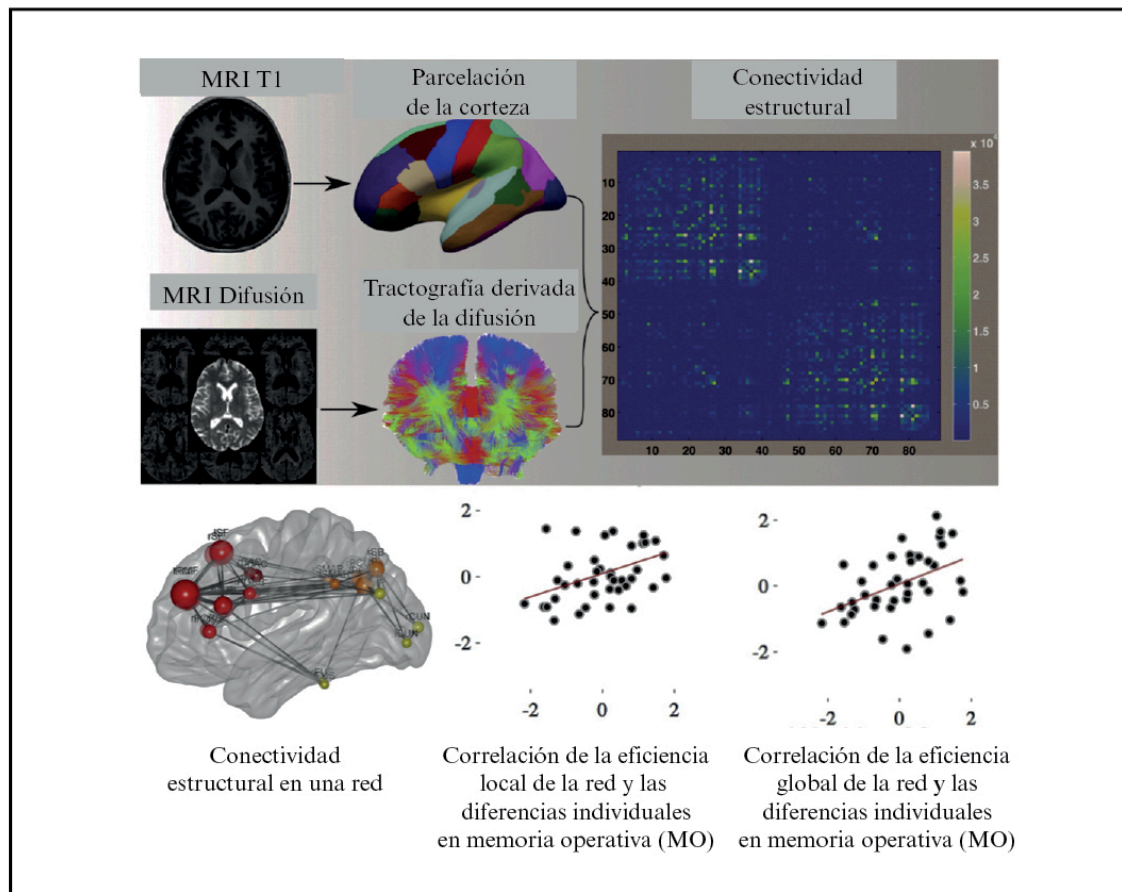 MRI T1
Parcelación
de la corteza
Conectividad
estructural
x 10
10
20
30
40
50
60
70
80
10 20 30 40 50 60 70 80
3.5
3
2.5
2
1.5
1
0.5
MRI Difusión
Tractografía derivada
de la difusión
CUN
2
0
-2
-2 0 2
2
0
-2
-2 0 2
Conectividad
estructural en una red
Correlación de la eficiencia
local de la red y las
diferencias individuales
en memoria operativa (MO)
Correlación de la eficiencia
global de la red y las
diferencias individuales
en memoria operativa (MO)